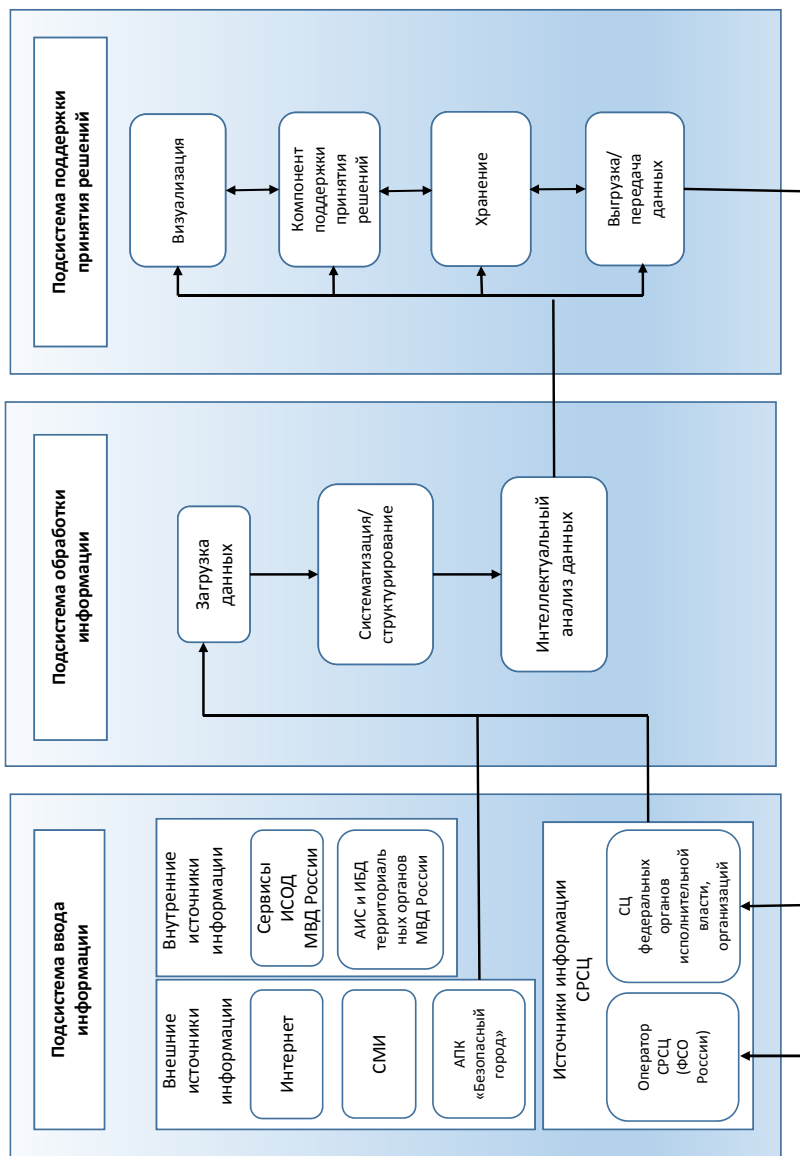 Подсистема ввода
информации
Внешние
источники
информации
Интернет
СМИ
АПК
«Безопасный
город»
Внутренние
источники
информации
Сервисы
ИСОД
МВД России
АИС и ИБД
территориаль
ных органов
МВД России
Источники информации
СРСЦ
Оператор
СРСЦ
(ФСО
России)
СЦ
федеральных
органов
исполнительной
власти,
организаций
Подсистема обработки
информации
Загрузка
данных
Систематизация/
структурирование
Интеллектуальный
анализ данных
Подсистема поддержки
принятия решений
Визуализация
Компонент
поддержки
принятия
решений
Хранение
Выгрузка/
передача
данных